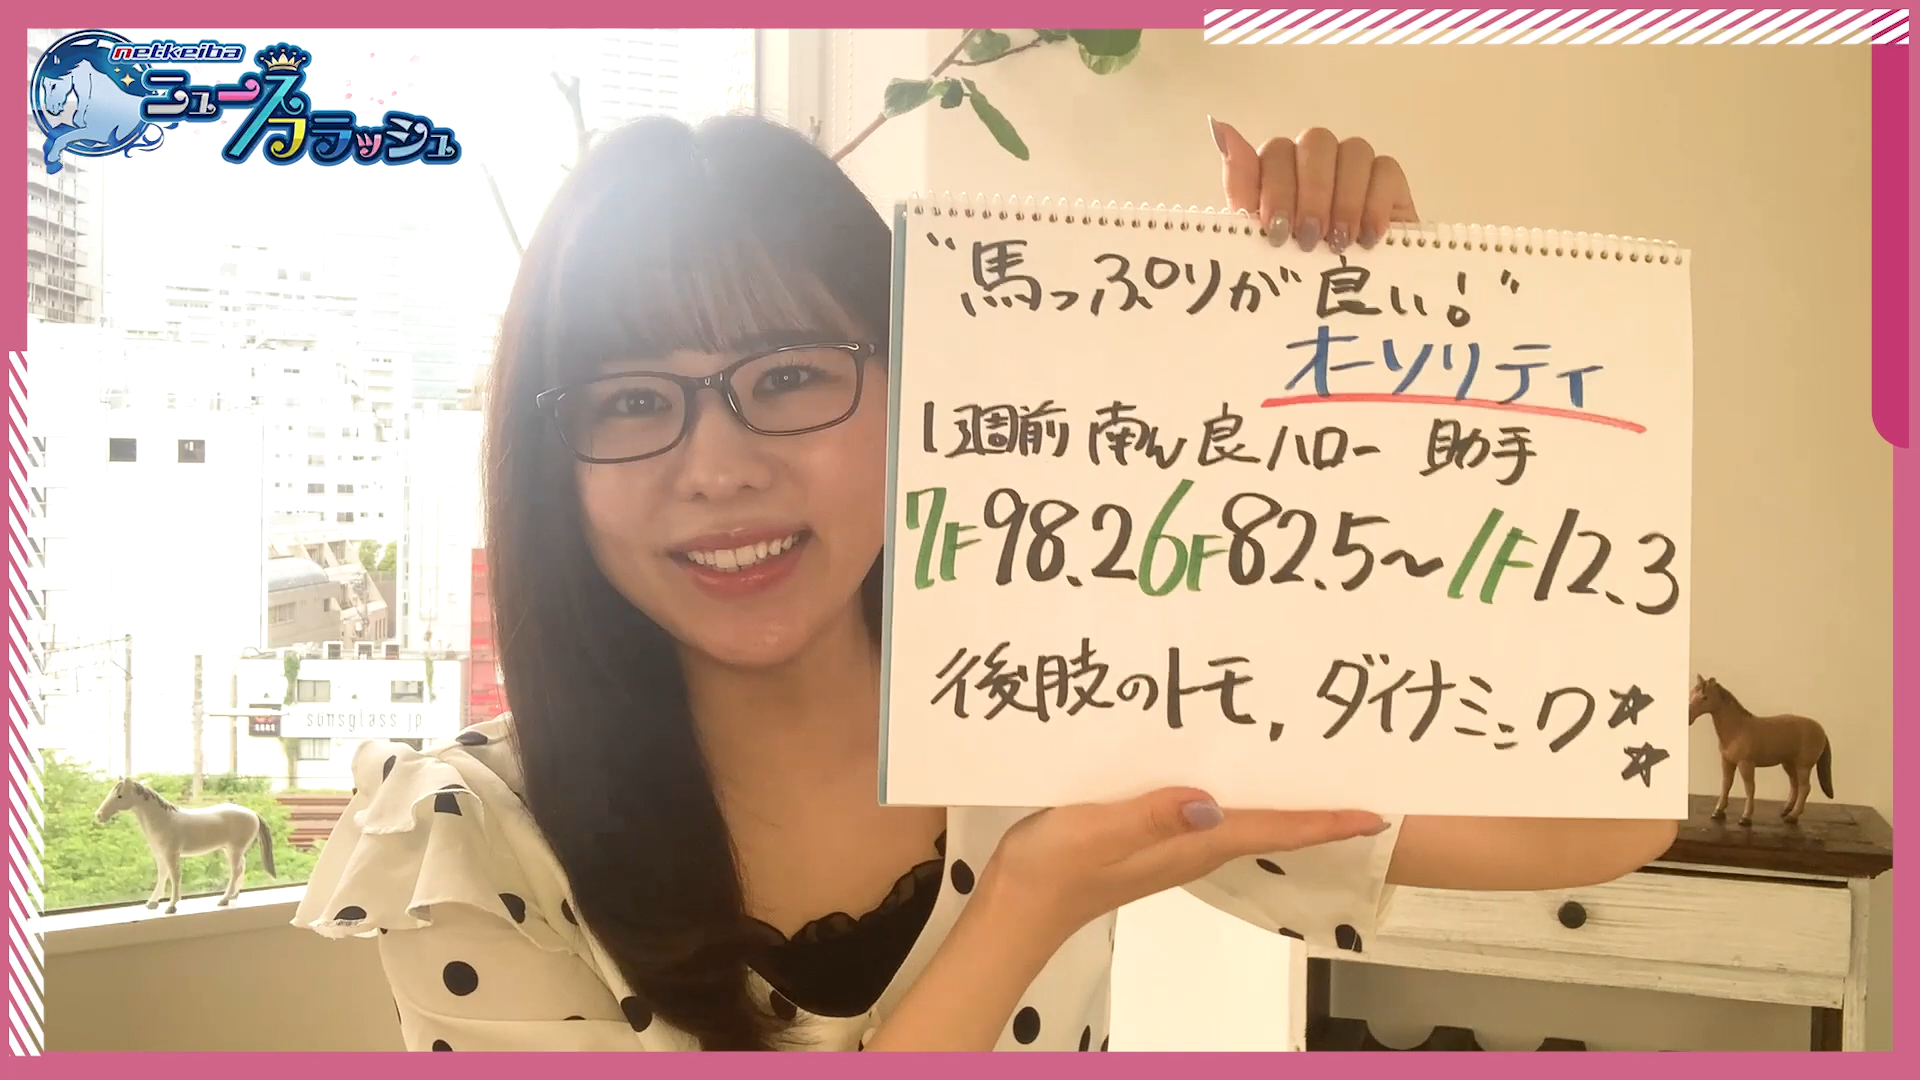 netkeiba
ニュースフラッシュ
"馬っぷりが良い!"
オーソリティ
1週前 南W 良 ハロー 助手
7F98.2 6F82.5〜1F12.3
後肢のトモ,ダイナミック☆☆
sunsglass.jp